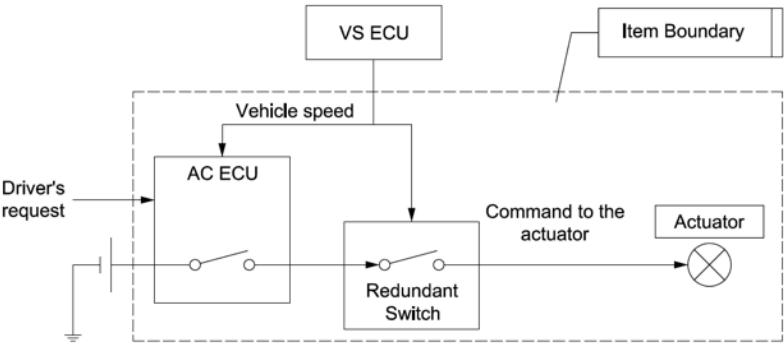 VS ECU
Item Boundary
Vehicle speed
AC ECU
Driver's
request
Command to the
actuator
Actuator
Redundant
Switch